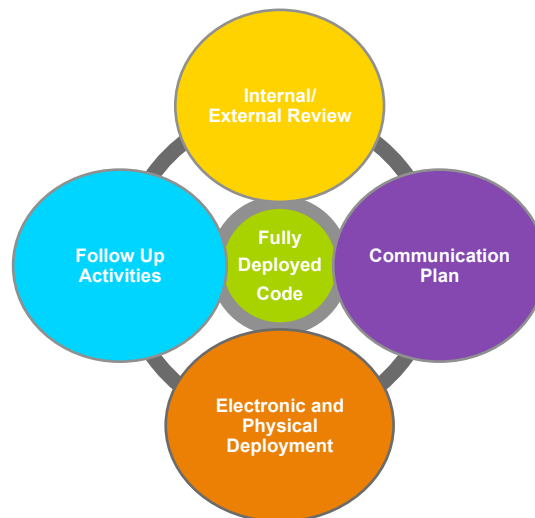 Internal/
External Review
Follow Up
Activities
Fully
Deployed
Code
Communication
Plan
Electronic and
Physical
Deployment